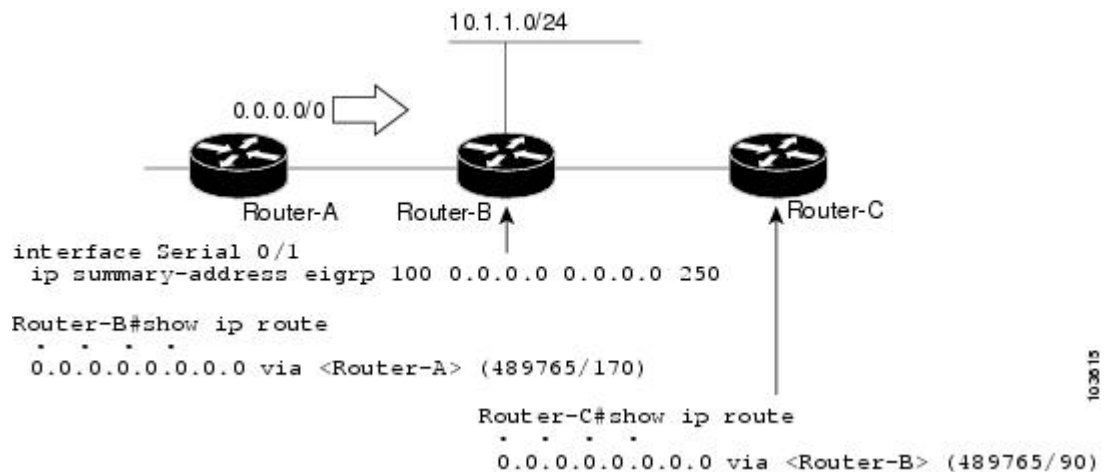 10.1.1.0/24
0.0.0.0/0
Router-A
Router-B
Router-C
interface Serial 0/1
ip summary-address eigrp 100 0.0.0.0 0.0.0.0 250
Router-B#show ip route
. . . .
0.0.0.0.0.0.0.0 via <Router-A> (489765/170)
Router-C#show ip route
. . . .
0.0.0.0.0.0.0.0 via <Router-B> (489765/90)
103615